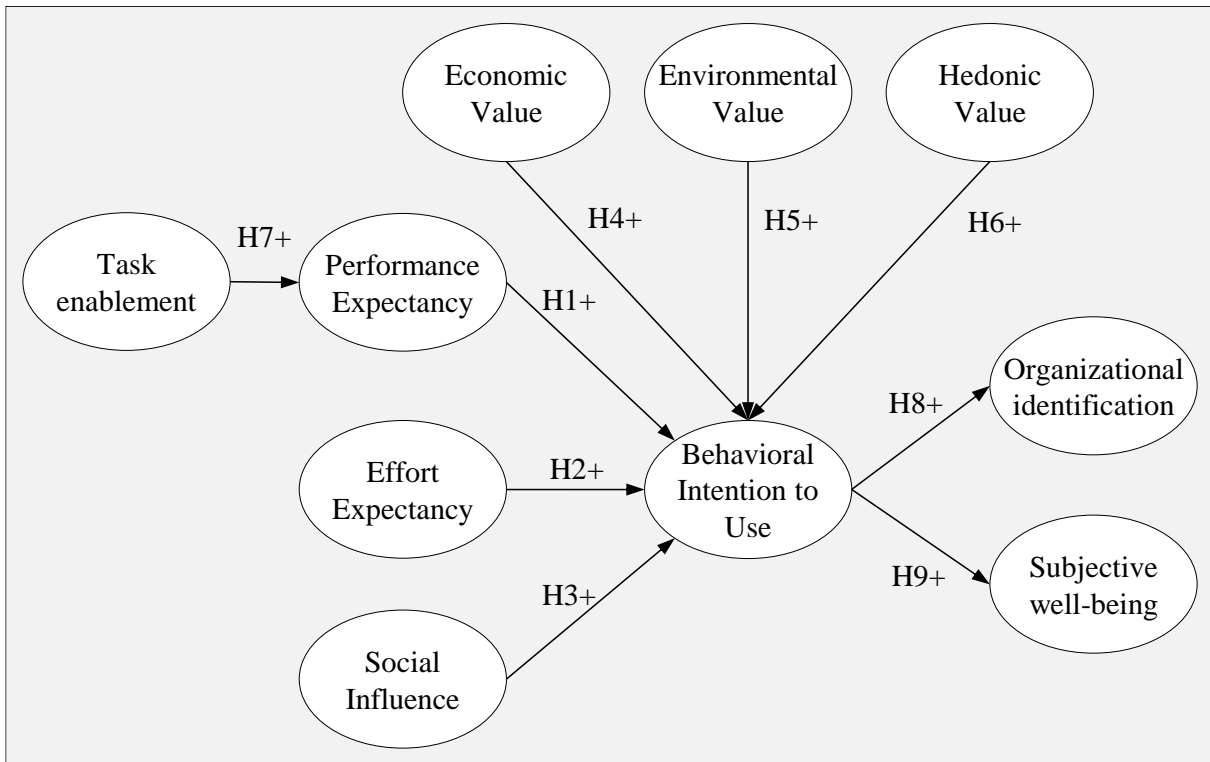 Economic
Value
Environmental
Value
Hedonic
Value
H4+
H5+
H6+
Task
enablement
H7+
Performance
Expectancy
H1+
Effort
Expectancy
H2+
Behavioral
Intention to
Use
Social
Influence
H3+
H8+
Organizational
identification
H9+
Subjective
well-being